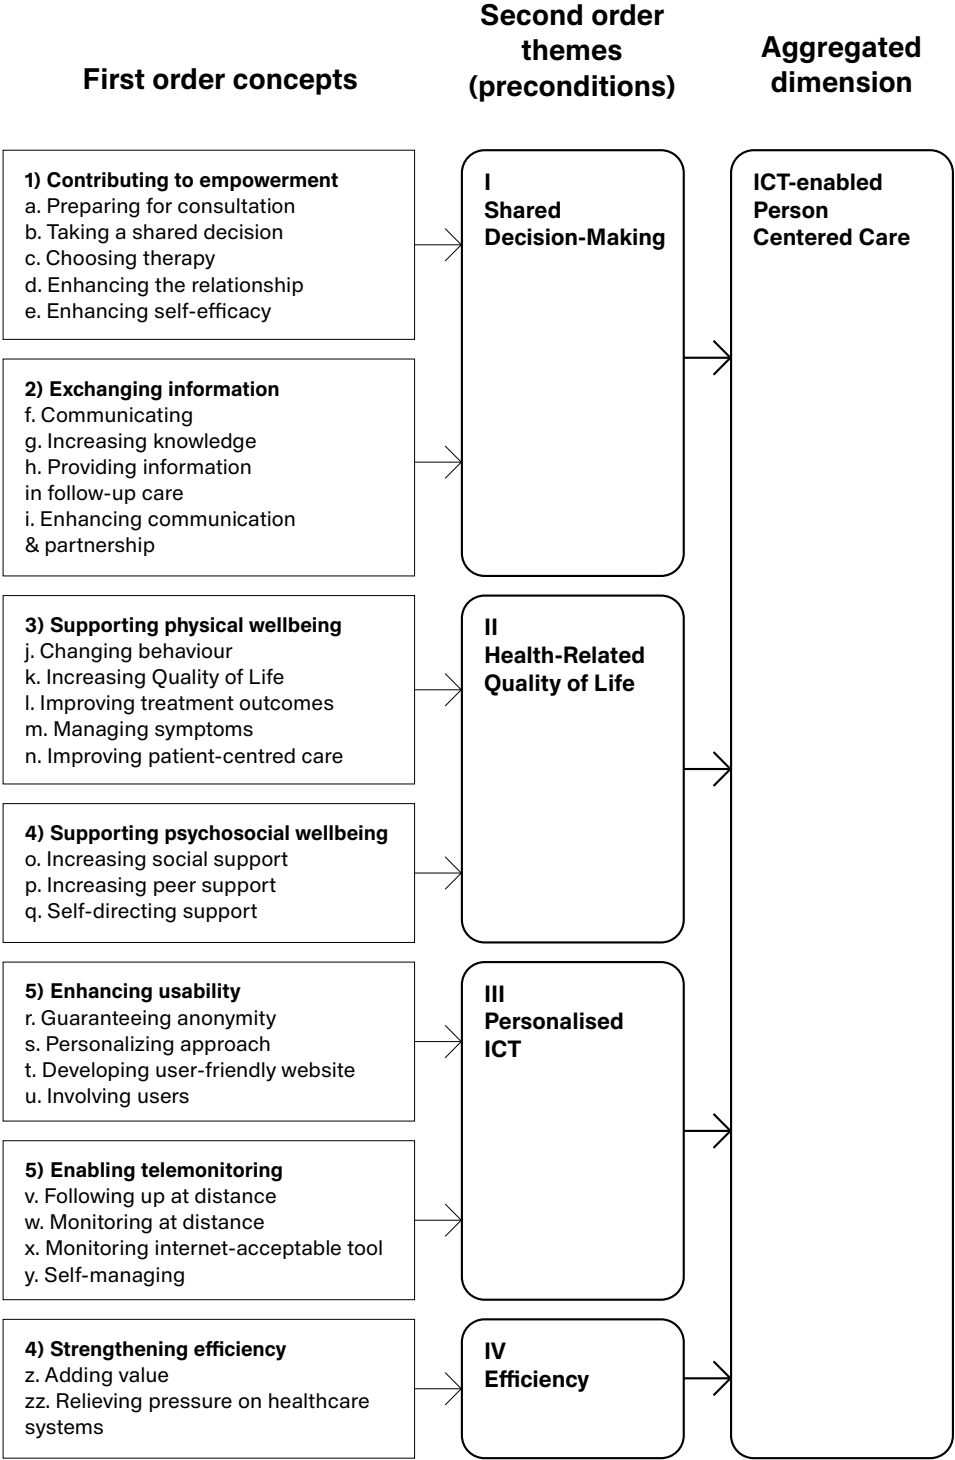 First order concepts
Second order
themes
(preconditions)
Aggregated
dimension
1) Contributing to empowerment
a. Preparing for consultation
b. Taking a shared decision
c. Choosing therapy
d. Enhancing the relationship
e. Enhancing self-efficacy
2) Exchanging information
f. Communicating
g. Increasing knowledge
h. Providing information
in follow-up care
i. Enhancing communication
& partnership
3) Supporting physical wellbeing
j. Changing behaviour
k. Increasing Quality of Life
l. Improving treatment outcomes
m. Managing symptoms
n. Improving patient-centred care
4) Supporting psychosocial wellbeing
o. Increasing social support
p. Increasing peer support
q. Self-directing support
5) Enhancing usability
r. Guaranteeing anonymity
s. Personalizing approach
t. Developing user-friendly website
u. Involving users
5) Enabling telemonitoring
v. Following up at distance
w. Monitoring at distance
x. Monitoring internet-acceptable tool
y. Self-managing
4) Strengthening efficiency
z. Adding value
zz. Relieving pressure on healthcare
systems
I
Shared
Decision-Making
II
Health-Related
Quality of Life
III
Personalised
ICT
IV
Efficiency
ICT-enabled
Person
Centered Care